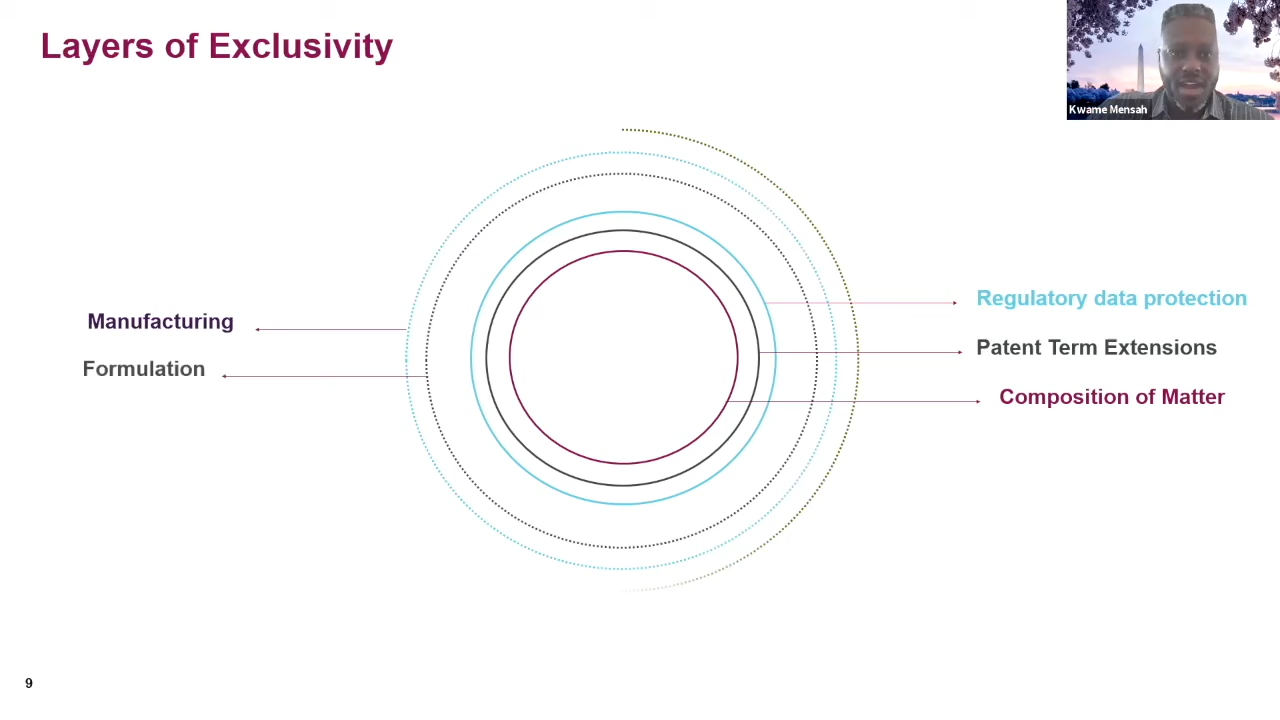 Layers of Exclusivity
Kwame Mensah
Manufacturing
Formulation
Regulatory data protection
Patent Term Extensions
Composition of Matter
9